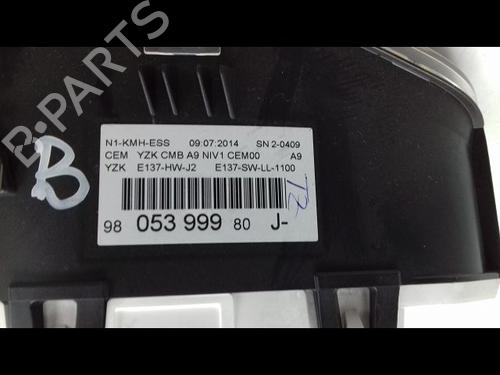 B-PARTS
N1-KMH-ESS 09:07:2014 SN 2-0409
CEM YZK CMB A9 NIV1 CEM00 A9
YZK E137-HW-J2 E137-SW-LL-1100
98 053 999 80 J-
B